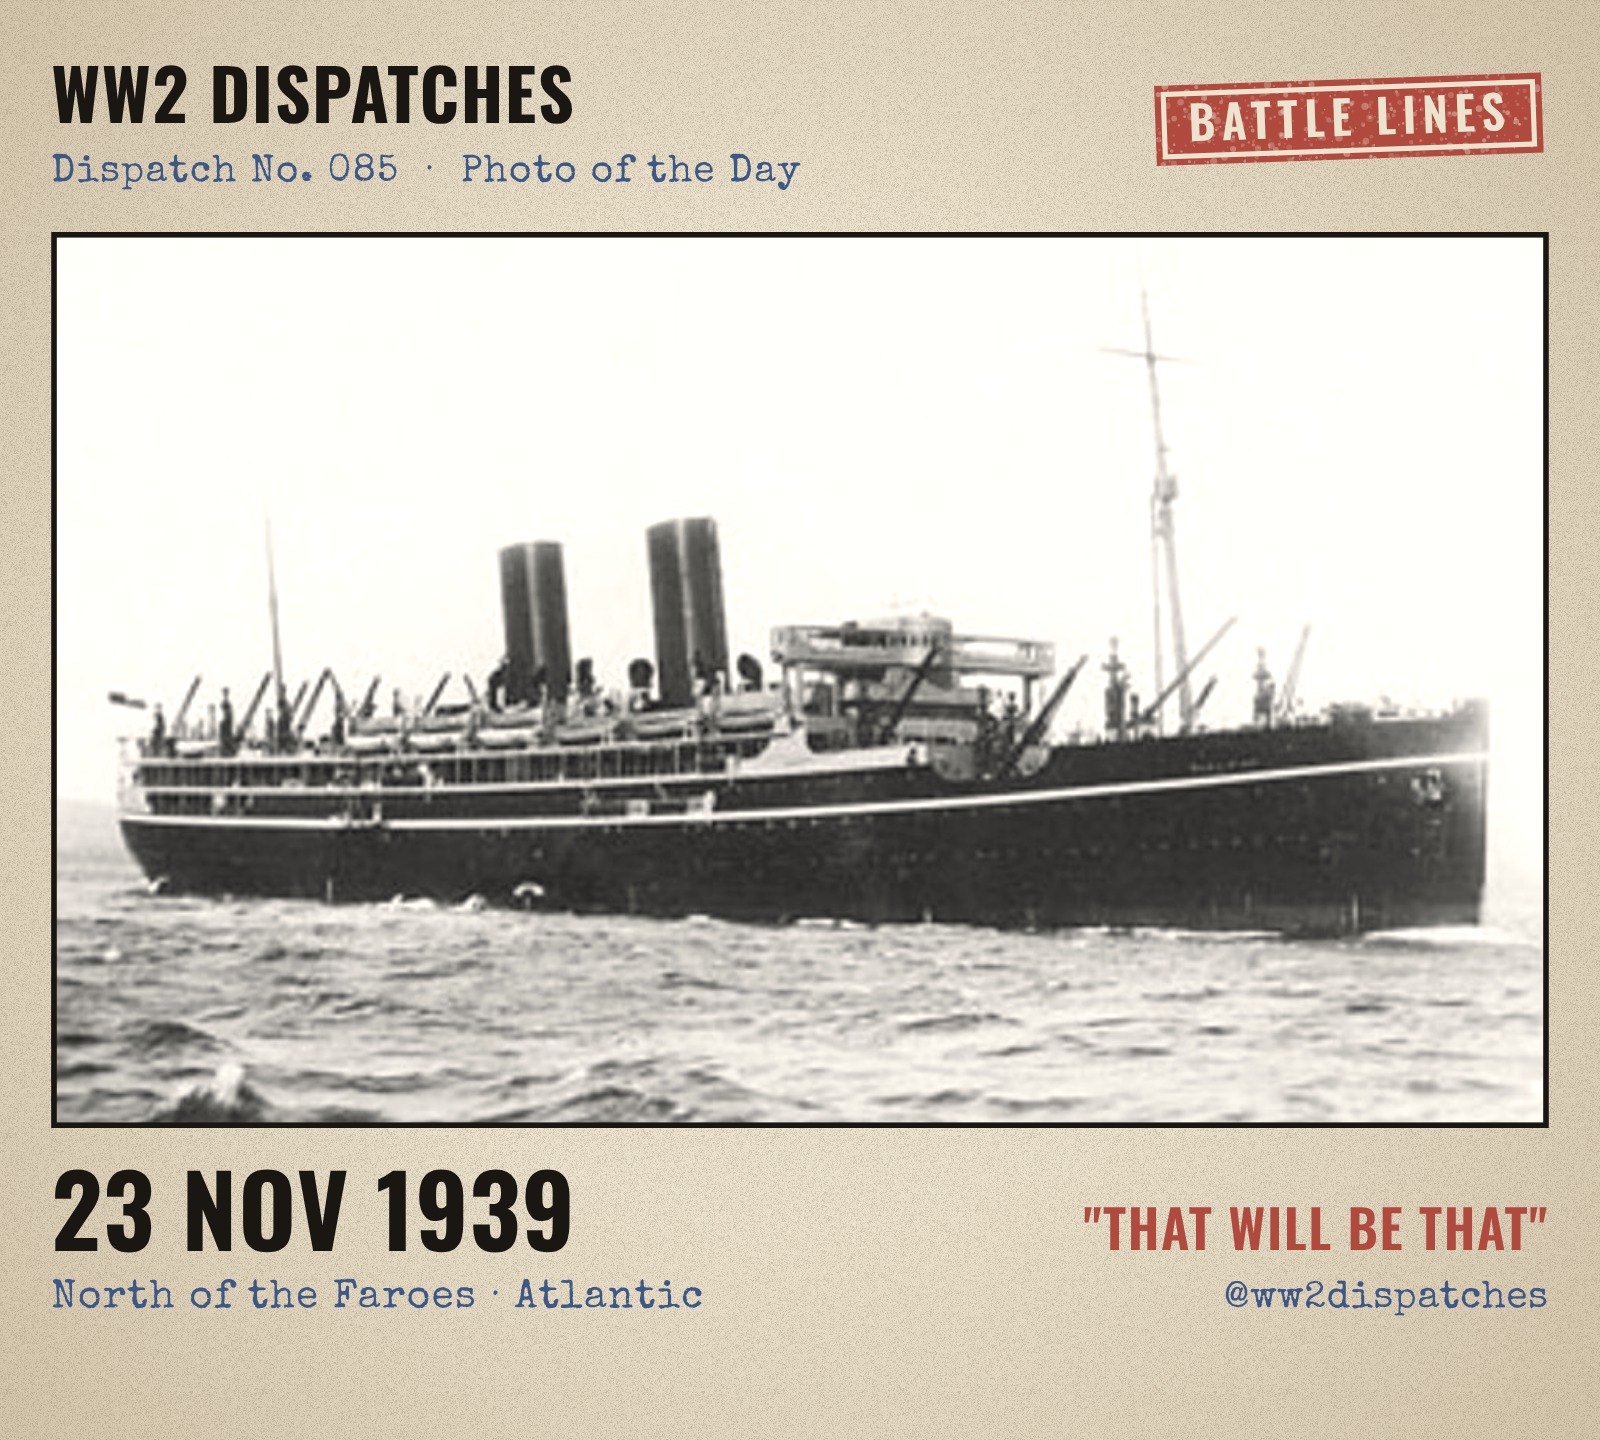 WW2 DISPATCHES
BATTLE LINES
Dispatch No. 085 · Photo of the Day
23 NOV 1939
"THAT WILL BE THAT"
North of the Faroes · Atlantic
@ww2dispatches